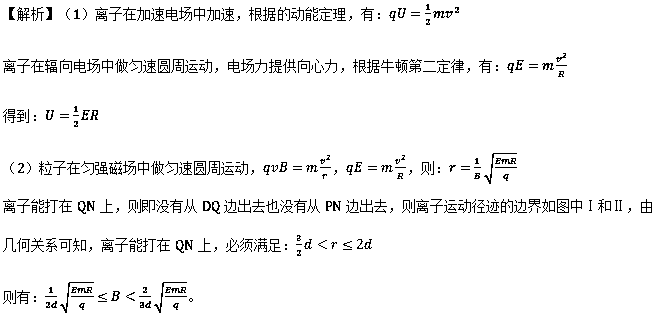 【解析】（1）离子在加速电场中加速，根据的动能定理，有：qU=\frac{1}{2}mv²
离子在辐向电场中做匀速圆周运动，电场力提供向心力，根据牛顿第二定律，有：qE=m\frac{v²}{R}
得到：U=\frac{1}{2}ER
（2）粒子在匀强磁场中做匀速圆周运动，qvB=m\frac{v²}{r}，qE=m\frac{v²}{R}，则：r=\frac{1}{B}\sqrt{\frac{EmR}{q}}
离子能打在 QN 上，则即没有从 DQ 边出去也没有从 PN 边出去，则离子运动径迹的边界如图中Ⅰ和Ⅱ，由
几何关系可知，离子能打在 QN 上，必须满足：\frac{3}{2}d<r≤2d
则有：\frac{1}{2d}\sqrt{\frac{EmR}{q}}≤B<\frac{2}{3d}\sqrt{\frac{EmR}{q}}。